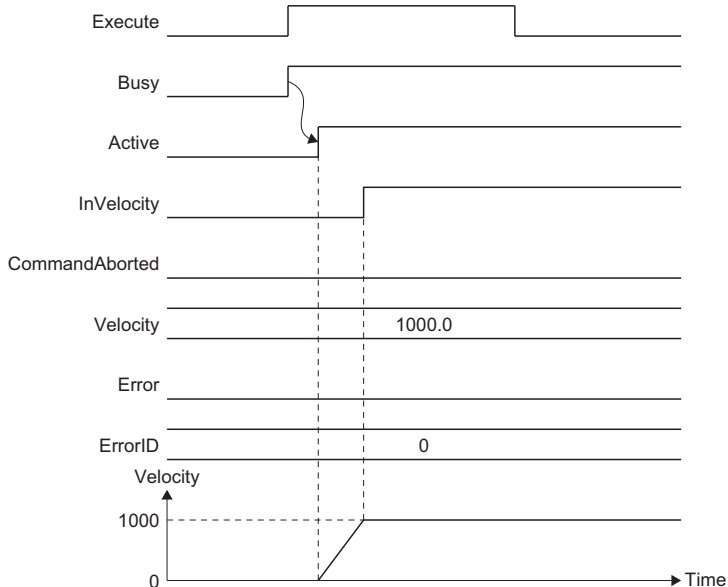 Execute
Busy
Active
InVelocity
CommandAborted
Velocity 1000.0
Error
ErrorID 0
Velocity
1000
0
Time